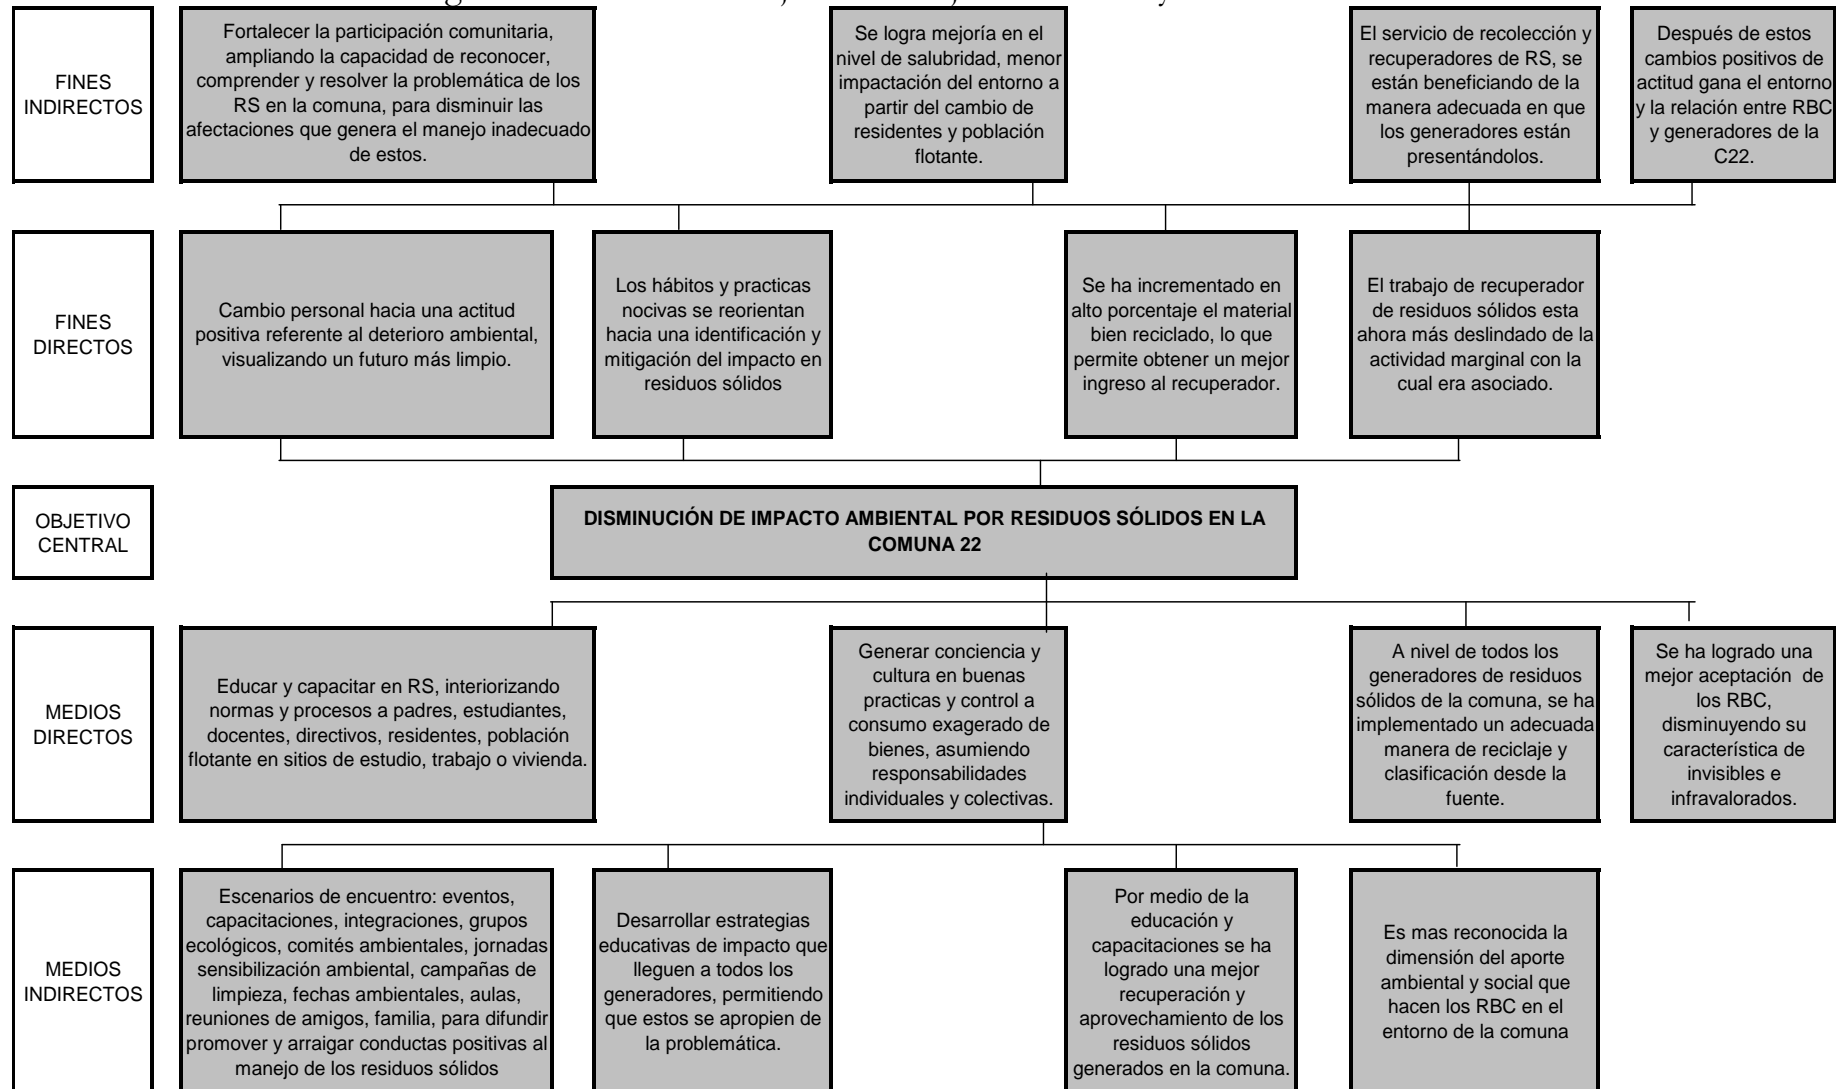 FINES
INDIRECTOS
Fortalecer la participación comunitaria,
ampliando la capacidad de reconocer,
comprender y resolver la problemática de los
RS en la comuna, para disminuir las
afectaciones que genera el manejo inadecuado
de estos.
Se logra mejoría en el
nivel de salubridad, menor
impactación del entorno a
partir del cambio de
residentes y población
flotante.
El servicio de recolección y
recuperadores de RS, se
están beneficiando de la
manera adecuada en que
los generadores están
presentándolos.
Después de estos
cambios positivos de
actitud gana el entorno
y la relación entre RBC
y generadores de la
C22.
FINES
DIRECTOS
Cambio personal hacia una actitud
positiva referente al deterioro ambiental,
visualizando un futuro más limpio.
Los hábitos y practicas
nocivas se reorientan
hacia una identificación y
mitigación del impacto en
residuos sólidos
Se ha incrementado en
alto porcentaje el material
bien reciclado, lo que
permite obtener un mejor
ingreso al recuperador.
El trabajo de recuperador
de residuos sólidos esta
ahora más deslindado de la
actividad marginal con la
cual era asociado.
OBJETIVO
CENTRAL
DISMINUCIÓN DE IMPACTO AMBIENTAL POR RESIDUOS SÓLIDOS EN LA
COMUNA 22
MEDIOS
DIRECTOS
Educar y capacitar en RS, interiorizando
normas y procesos a padres, estudiantes,
docentes, directivos, residentes, población
flotante en sitios de estudio, trabajo o vivienda.
Generar conciencia y
cultura en buenas
practicas y control a
consumo exagerado de
bienes, asumiendo
responsabilidades
individuales y colectivas.
A nivel de todos los
generadores de residuos
sólidos de la comuna, se ha
implementado un adecuada
manera de reciclaje y
clasificación desde la
fuente.
Se ha logrado una
mejor aceptación de
los RBC,
disminuyendo su
característica de
invisibles e
infravalorados.
MEDIOS
INDIRECTOS
Escenarios de encuentro: eventos,
capacitaciones, integraciones, grupos
ecológicos, comités ambientales, jornadas
sensibilización ambiental, campañas de
limpieza, fechas ambientales, aulas,
reuniones de amigos, familia, para difundir
promover y arraigar conductas positivas al
manejo de los residuos sólidos
Desarrollar estrategias
educativas de impacto que
lleguen a todos los
generadores, permitiendo
que estos se apropien de
la problemática.
Por medio de la
educación y
capacitaciones se ha
logrado una mejor
recuperación y
aprovechamiento de los
residuos sólidos
generados en la comuna.
Es mas reconocida la
dimensión del aporte
ambiental y social que
hacen los RBC en el
entorno de la comuna